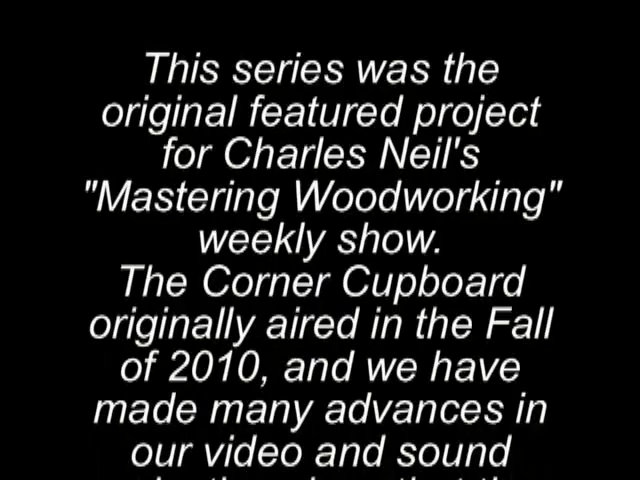 This series was the
original featured project
for Charles Neil's
"Mastering Woodworking"
weekly show.
The Corner Cupboard
originally aired in the Fall
of 2010, and we have
made many advances in
our video and sound